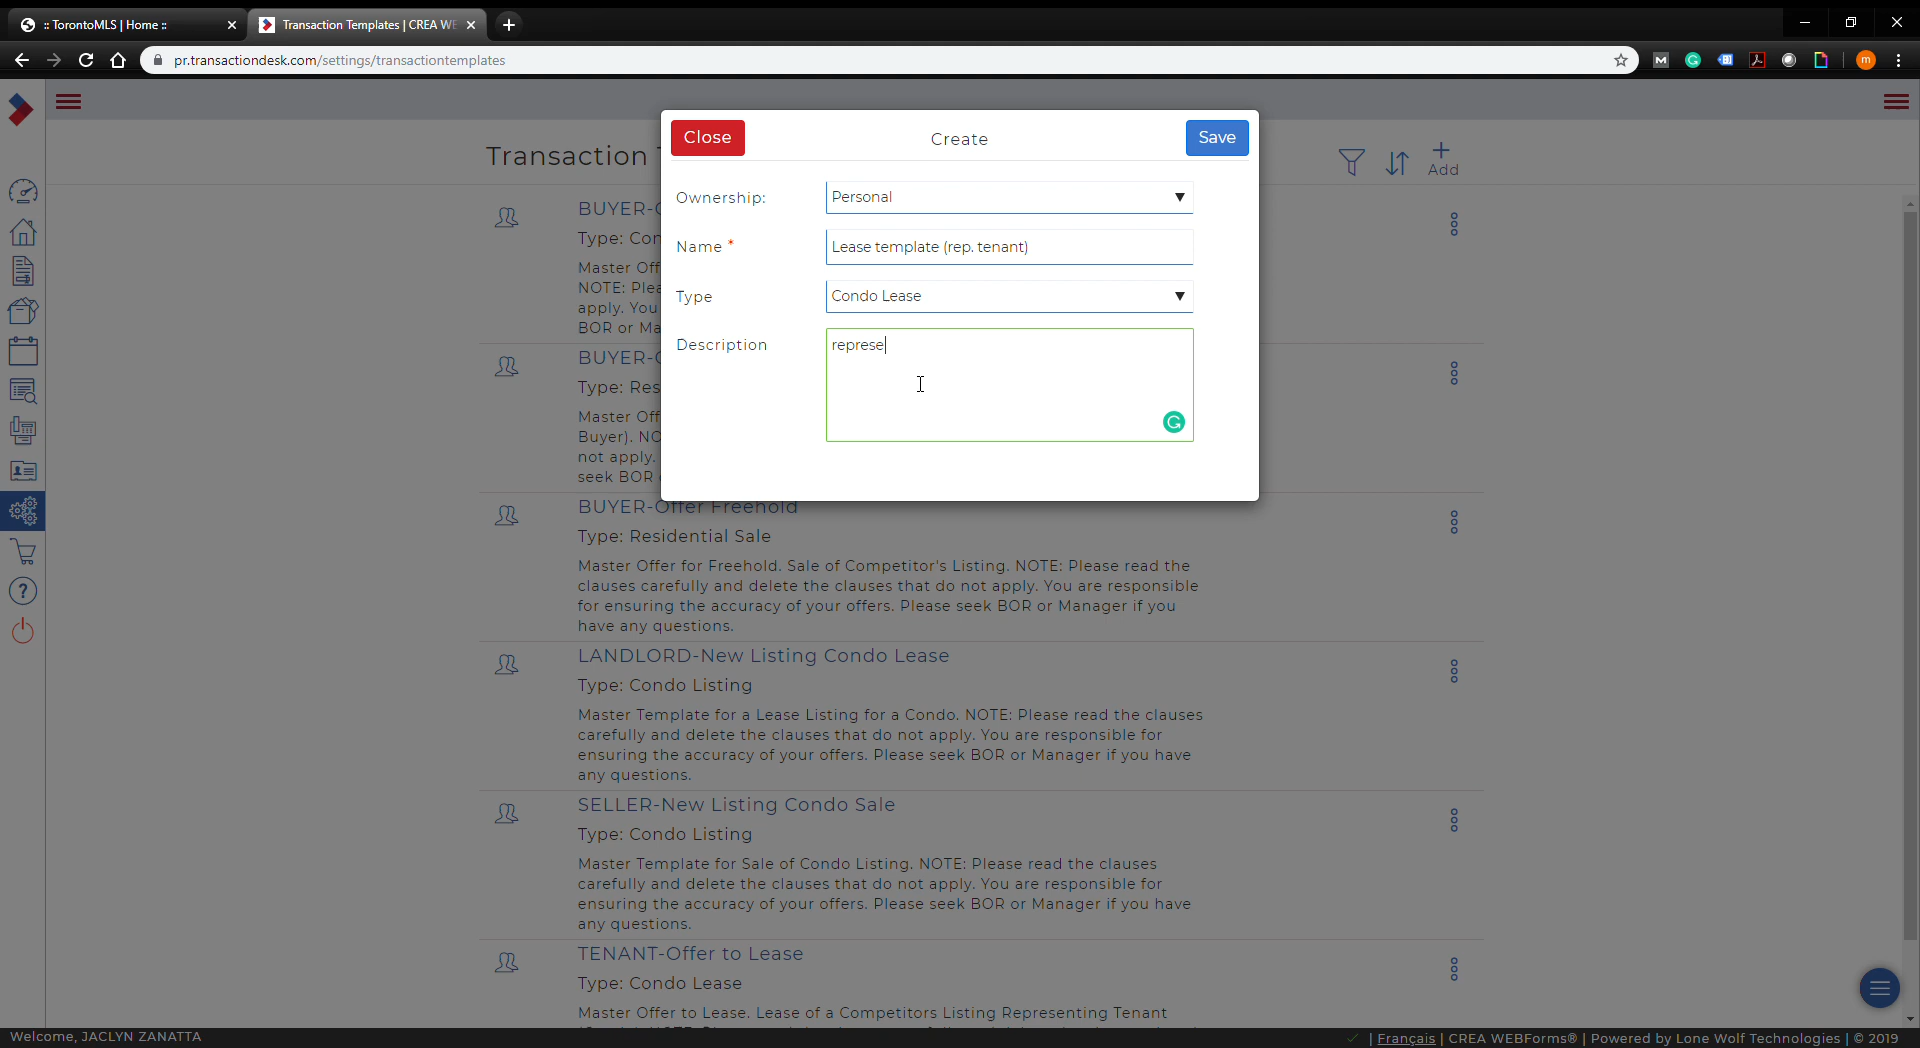 :: TorontoMLS | Home ::
Transaction Templates | CREA WE
pr.transactiondesk.com/settings/transactiontemplates
Close
Create
Save
Ownership:
Personal
Name *
Lease template (rep. tenant)
Type
Condo Lease
Description
represe
Transaction
Add
BUYER-
Type: Con
Master Off
NOTE: Plea
apply. You
BOR or Ma
BUYER-
Type: Res
Master Off
Buyer). NO
not apply.
seek BOR
BUYER-Offer Freehold
Type: Residential Sale
Master Offer for Freehold. Sale of Competitor's Listing. NOTE: Please read the
clauses carefully and delete the clauses that do not apply. You are responsible
for ensuring the accuracy of your offers. Please seek BOR or Manager if you
have any questions.
LANDLORD-New Listing Condo Lease
Type: Condo Listing
Master Template for a Lease Listing for a Condo. NOTE: Please read the clauses
carefully and delete the clauses that do not apply. You are responsible for
ensuring the accuracy of your offers. Please seek BOR or Manager if you have
any questions.
SELLER-New Listing Condo Sale
Type: Condo Listing
Master Template for Sale of Condo Listing. NOTE: Please read the clauses
carefully and delete the clauses that do not apply. You are responsible for
ensuring the accuracy of your offers. Please seek BOR or Manager if you have
any questions.
TENANT-Offer to Lease
Type: Condo Lease
Master Offer to Lease. Lease of a Competitors Listing Representing Tenant
Welcome, JACLYN ZANATTA
| Français | CREA WEBForms® | Powered by Lone Wolf Technologies | © 2019